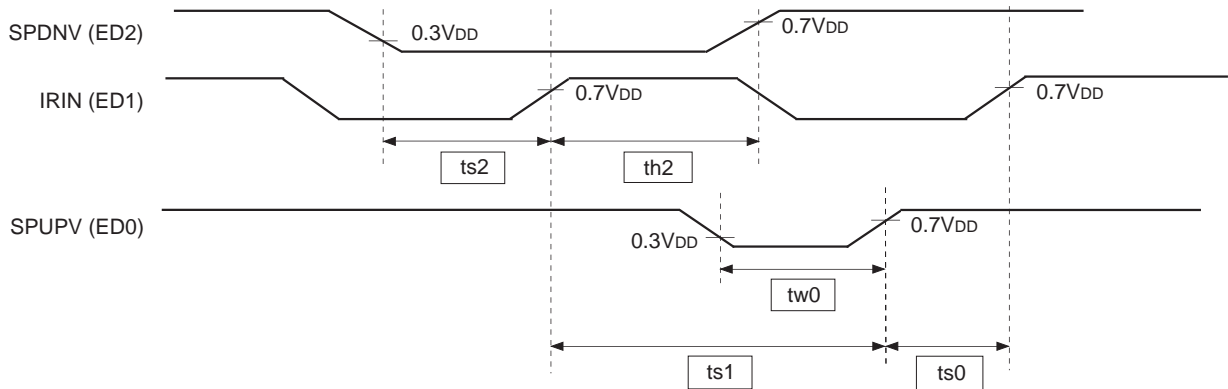 SPDNV (ED2)
0.3VDD
0.7VDD
IRIN (ED1)
0.7VDD
0.7VDD
ts2
th2
SPUPV (ED0)
0.3VDD
0.7VDD
tw0
ts1
ts0